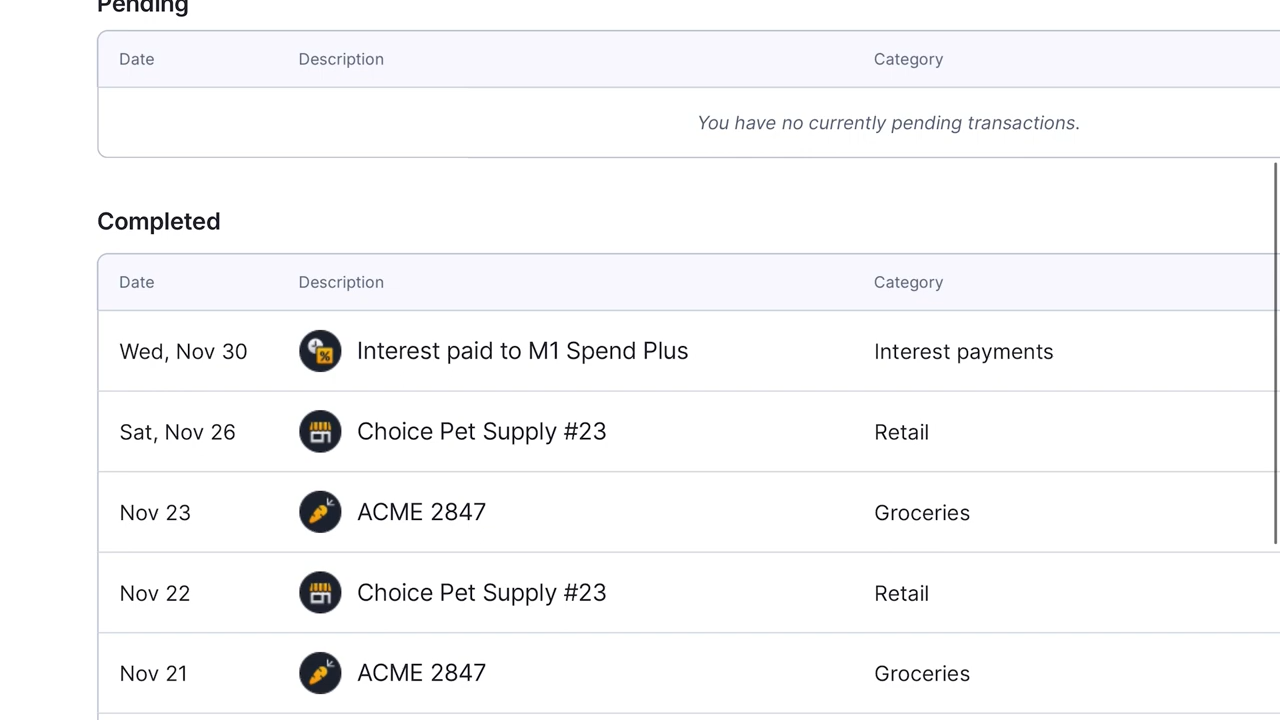 Pending
Date Description Category
You have no currently pending transactions.
Completed
Date Description Category
Wed, Nov 30 Interest paid to M1 Spend Plus Interest payments
Sat, Nov 26 Choice Pet Supply #23 Retail
Nov 23 ACME 2847 Groceries
Nov 22 Choice Pet Supply #23 Retail
Nov 21 ACME 2847 Groceries